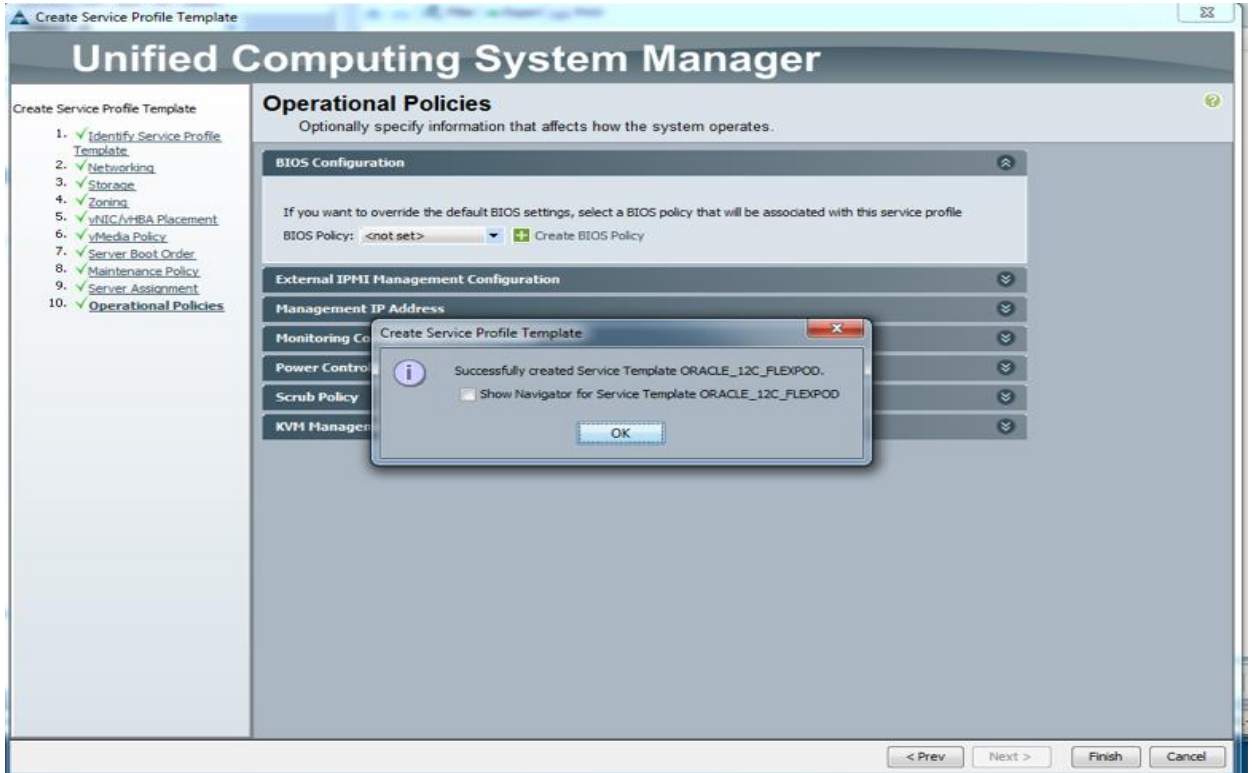 Create Service Profile Template
Unified Computing System Manager
Create Service Profile Template
1. Identify Service Profile
Template
2. Networking
3. Storage
4. Zoning
5. vNIC/vHBA Placement
6. vMedia Policy
7. Server Boot Order
8. Maintenance Policy
9. Server Assignment
10. Operational Policies
Operational Policies
Optionally specify information that affects how the system operates.
BIOS Configuration
If you want to override the default BIOS settings, select a BIOS policy that will be associated with this service profile
BIOS Policy: <not set> Create BIOS Policy
External IPMI Management Configuration
Management IP Address
Monitoring Co
Power Contro
Scrub Policy
KVM Managem
Create Service Profile Template
Successfully created Service Template ORACLE_12C_FLEXPOD.
Show Navigator for Service Template ORACLE_12C_FLEXPOD
OK
< Prev Next > Finish Cancel